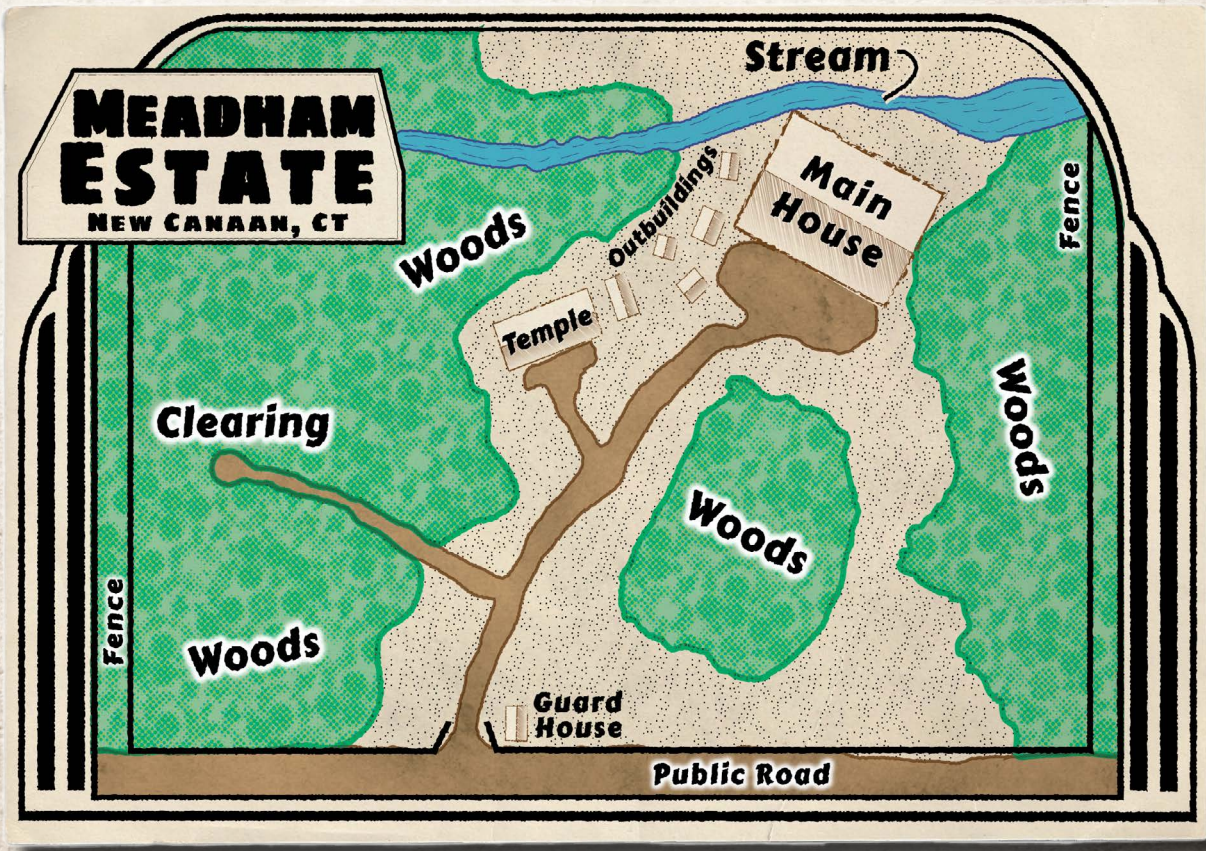 Meadham
Estate
New Canaan, CT
Stream
Main
House
Fence
Outbuildings
Woods
Temple
Clearing
Woods
Woods
Fence
Woods
Guard
House
Public Road